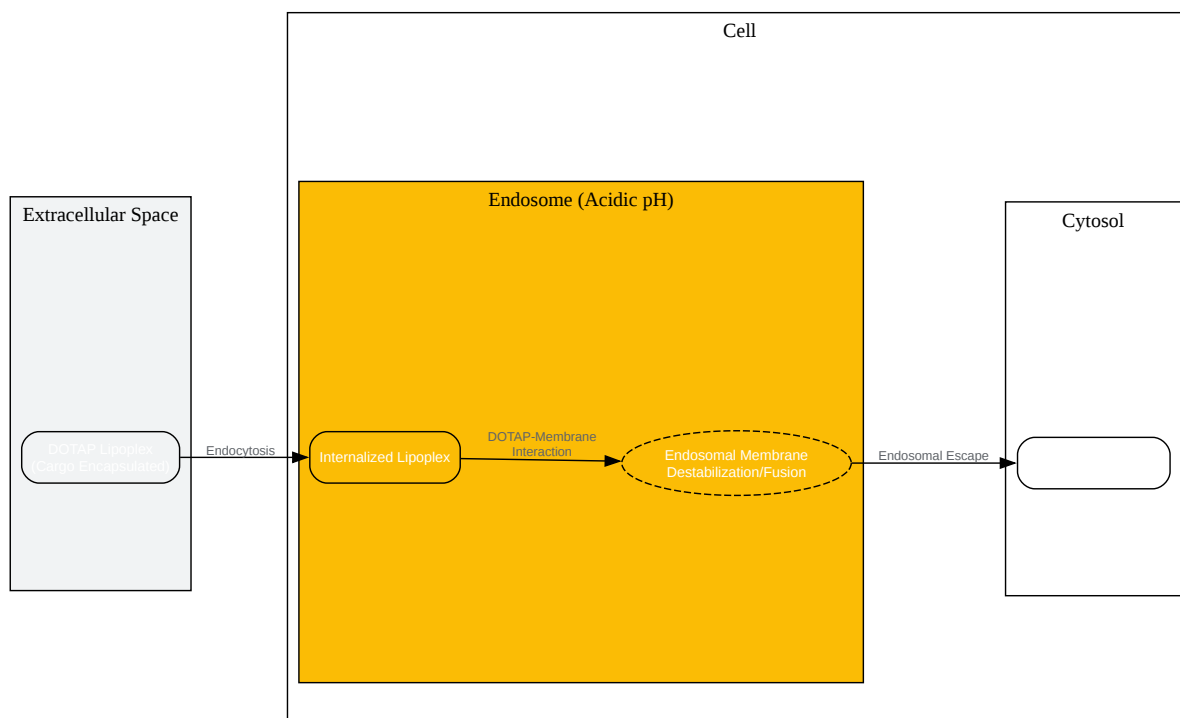 Cell
Endosome (Acidic pH)
Extracellular Space
Cytosol
DOTAP Lipoplex
(Cargo Encapsulated)
Endocytosis
Internalized Lipoplex
DOTAP-Membrane
Interaction
Endosomal Membrane
Destabilization/Fusion
Endosomal Escape